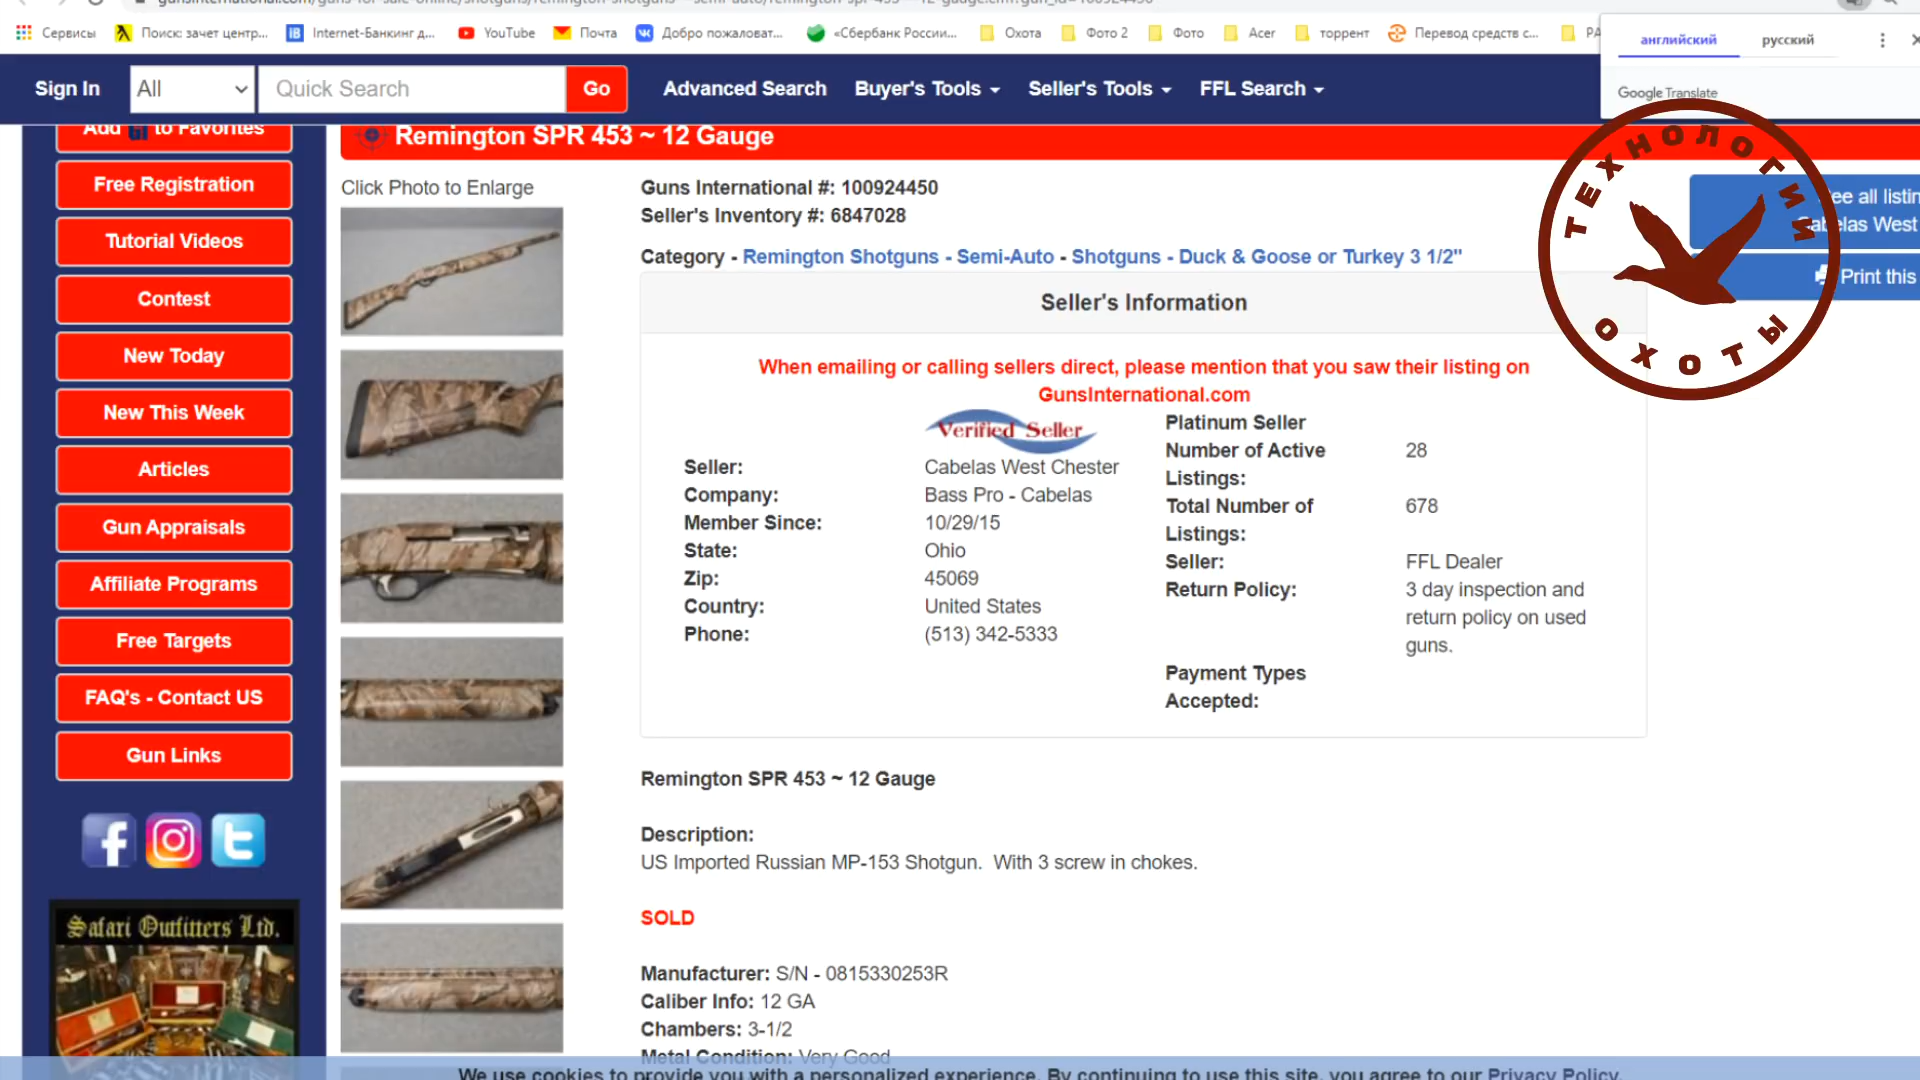 Сервисы
Поиск: зачет центр...
Internet-Банкинг д...
YouTube
Почта
Добро пожаловат...
«Сбербанк России...
Охота
Фото 2
Фото
Acer
торрент
Перевод средств с...
английский
русский
Google Translate
Sign In
All
Quick Search
Go
Advanced Search
Buyer's Tools
Seller's Tools
FFL Search
Add GI to Favorites
Free Registration
Tutorial Videos
Contest
New Today
New This Week
Articles
Gun Appraisals
Affiliate Programs
Free Targets
FAQ's - Contact US
Gun Links
Safari Outfitters Ltd.
Remington SPR 453 ~ 12 Gauge
Click Photo to Enlarge
Guns International #: 100924450
Seller's Inventory #: 6847028
Category - Remington Shotguns - Semi-Auto - Shotguns - Duck & Goose or Turkey 3 1/2"
ТЕХНОЛОГИИ
ОХОТЫ
Print this
Seller's Information
When emailing or calling sellers direct, please mention that you saw their listing on
GunsInternational.com
Verified Seller
Seller: Cabelas West Chester
Company: Bass Pro - Cabelas
Member Since: 10/29/15
State: Ohio
Zip: 45069
Country: United States
Phone: (513) 342-5333
Platinum Seller
Number of Active 28
Listings:
Total Number of 678
Listings:
Seller: FFL Dealer
Return Policy: 3 day inspection and
return policy on used
guns.
Payment Types
Accepted:
Remington SPR 453 ~ 12 Gauge
Description:
US Imported Russian MP-153 Shotgun. With 3 screw in chokes.
SOLD
Manufacturer: S/N - 0815330253R
Caliber Info: 12 GA
Chambers: 3-1/2
Metal Condition: Very Good
We use cookies to provide you with a personalized experience. By continuing to use this site, you agree to our Privacy Policy.